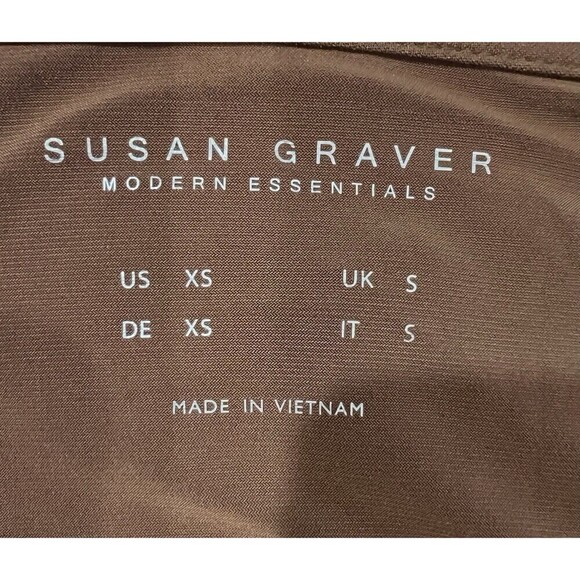 SUSAN GRAVER
MODERN ESSENTIALS
US XS UK S
DE XS IT S
MADE IN VIETNAM